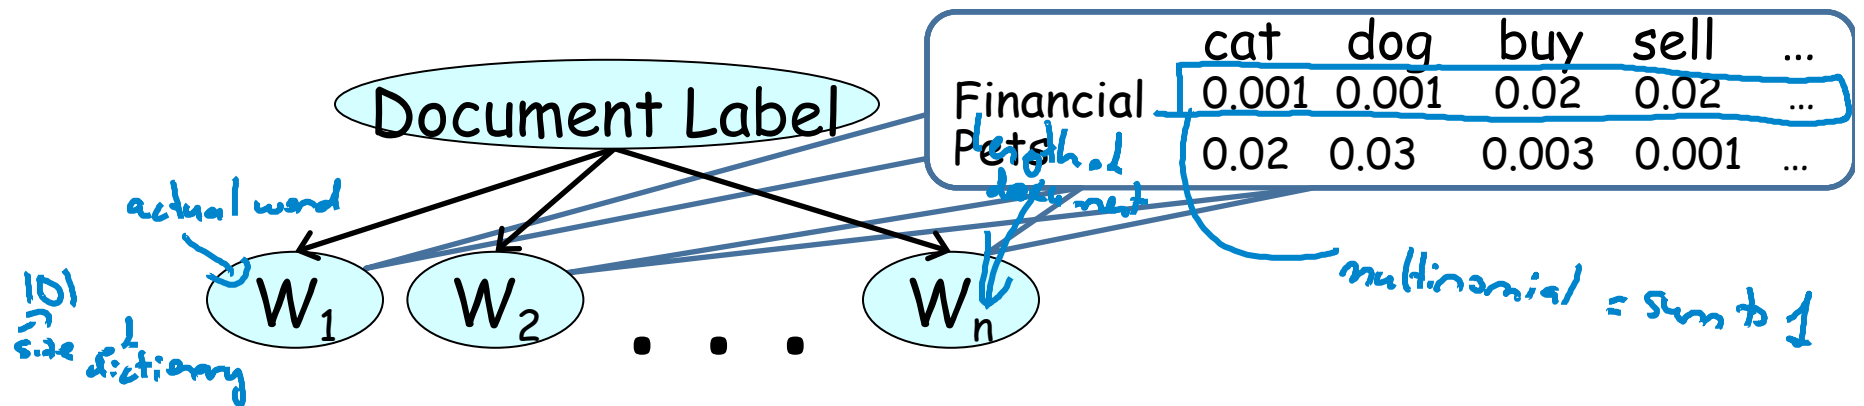 cat dog buy sell ...
Financial 0.001 0.001 0.02 0.02 ...
Pets 0.02 0.03 0.003 0.001 ...
Document Label
length of
document
actual word
W1 W2 . . . Wn
|D|
size of
dictionary
multinomial = sum to 1